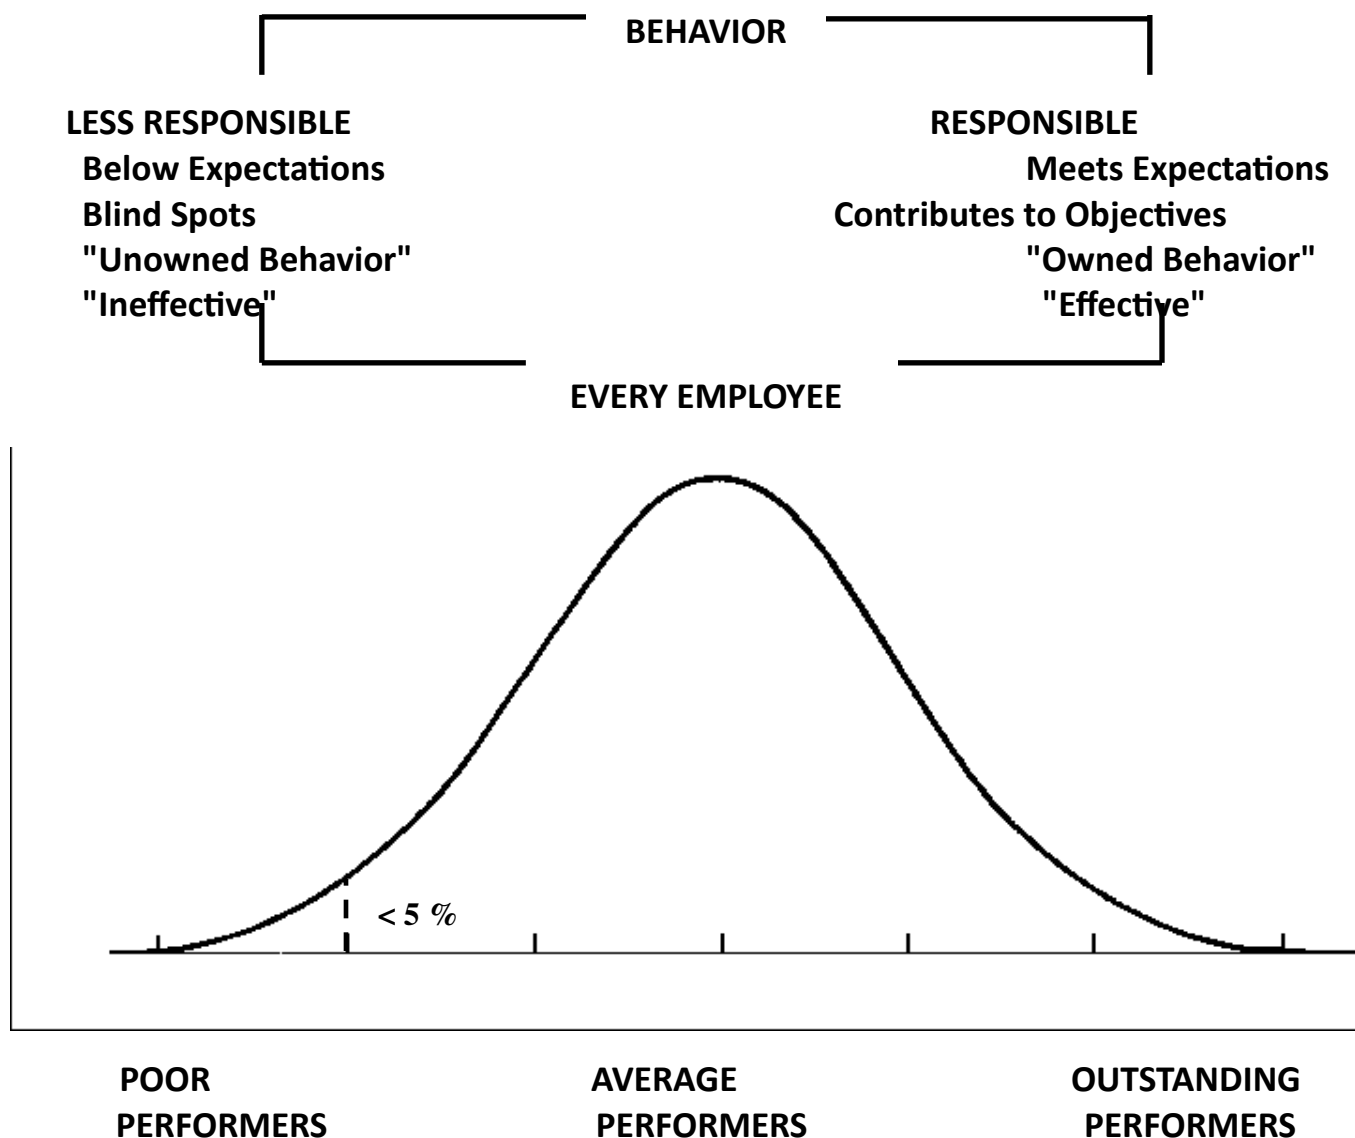 BEHAVIOR
LESS RESPONSIBLE
Below Expectations
Blind Spots
"Unowned Behavior"
"Ineffective"
RESPONSIBLE
Meets Expectations
Contributes to Objectives
"Owned Behavior"
"Effective"
EVERY EMPLOYEE
< 5 %
POOR
PERFORMERS
AVERAGE
PERFORMERS
OUTSTANDING
PERFORMERS